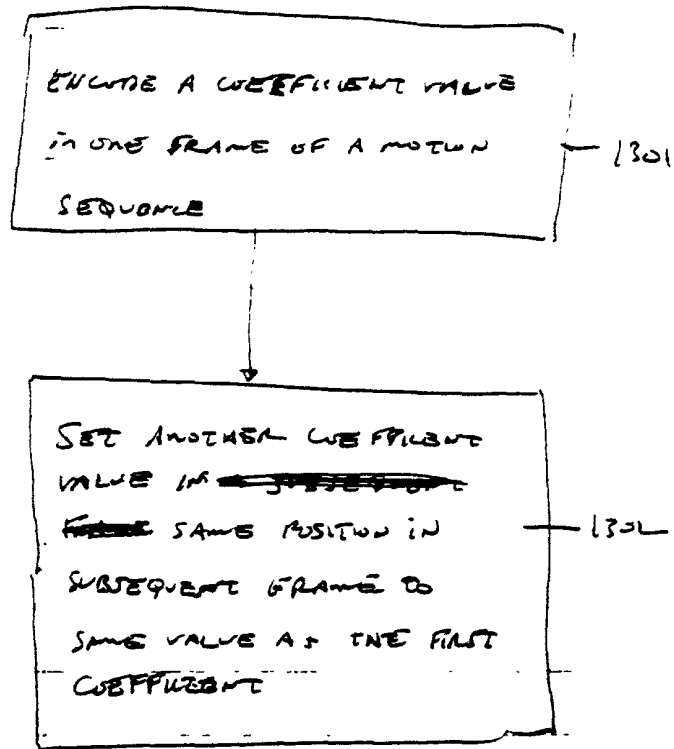 ENCODE A COEFFICIENT VALUE
in ONE FRAME OF A MOTION
SEQUENCE
1301
SET ANOTHER COEFFICIENT
VALUE IN
SAME POSITION IN
SUBSEQUENT FRAME TO
SAME VALUE AS THE FIRST
COEFFICIENT
1302